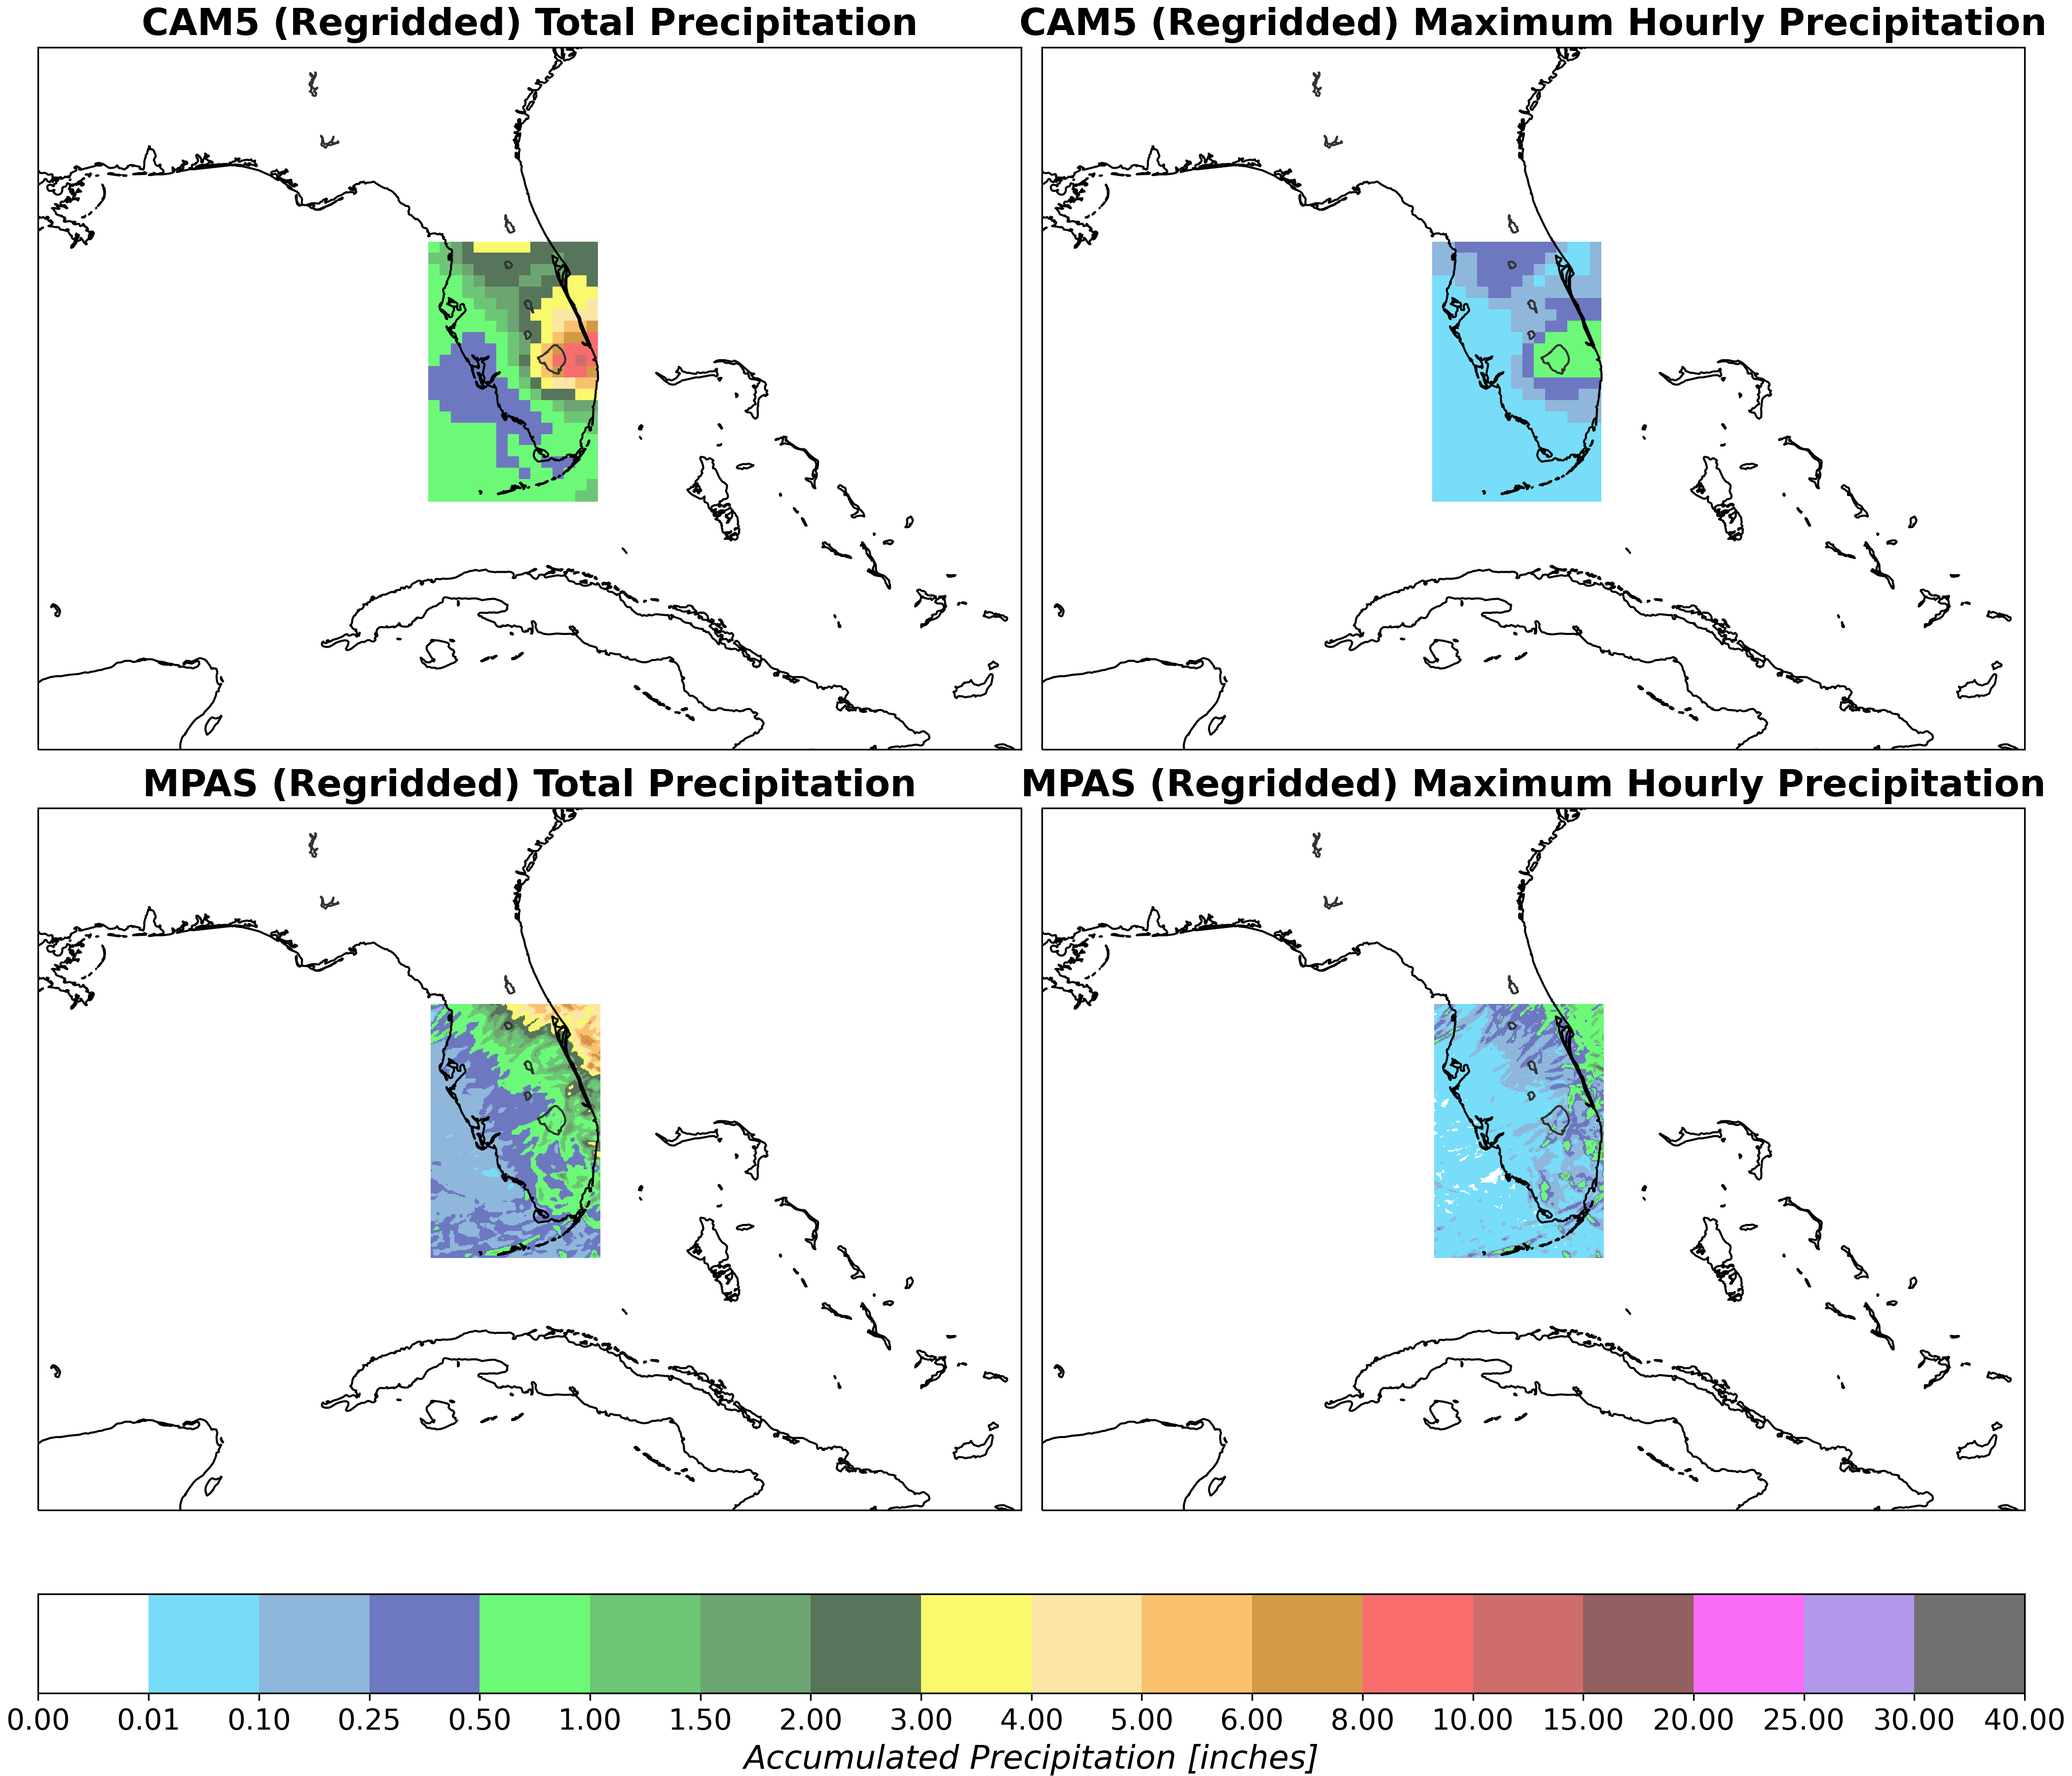 CAM5 (Regridded) Total Precipitation
CAM5 (Regridded) Maximum Hourly Precipitation
MPAS (Regridded) Total Precipitation
MPAS (Regridded) Maximum Hourly Precipitation
0.00 0.01 0.10 0.25 0.50 1.00 1.50 2.00 3.00 4.00 5.00 6.00 8.00 10.00 15.00 20.00 25.00 30.00 40.00
Accumulated Precipitation [inches]